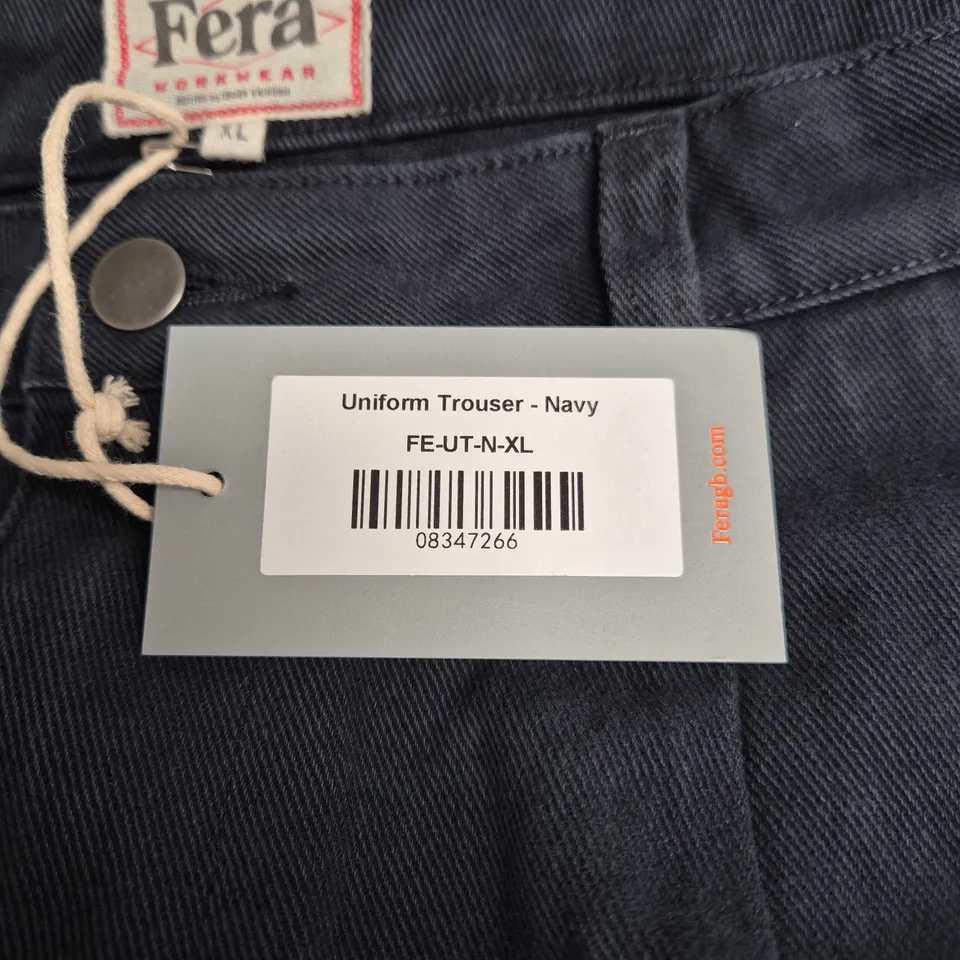 Fera
WORKWEAR
XL
Uniform Trouser - Navy
FE-UT-N-XL
08347266
Feragb.com